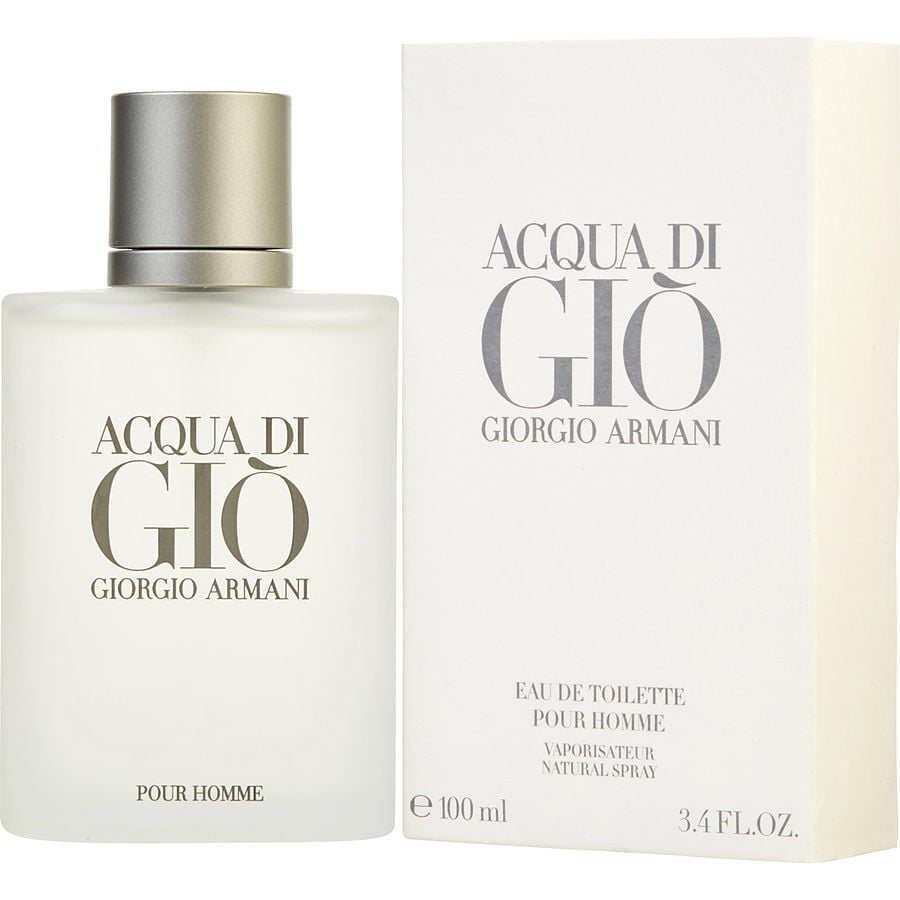 ACQUA DI
GIÒ
GIORGIO ARMANI
POUR HOMME
ACQUA DI
GIÒ
GIORGIO ARMANI
EAU DE TOILETTE
POUR HOMME
VAPORISATEUR
NATURAL SPRAY
℮ 100 ml 3.4 FL.OZ.